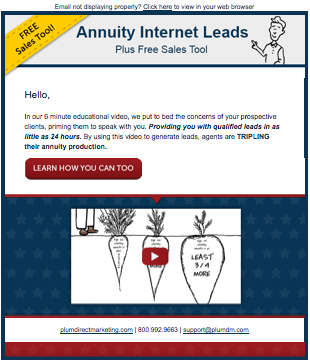 Email not displaying properly? Click here to view in your web browser
FREE
Sales Tool!
Annuity Internet Leads
Plus Free Sales Tool
Hello,
In our 6 minute educational video, we put to bed the concerns of your prospective
clients, priming them to speak with you. Providing you with qualified leads in as
little as 24 hours. By using this video to generate leads, agents are TRIPLING
their annuity production.
LEARN HOW YOU CAN TOO
LEAST
3/4
MORE
plumdirectmarketing.com | 800.992.9663 | support@plumdm.com